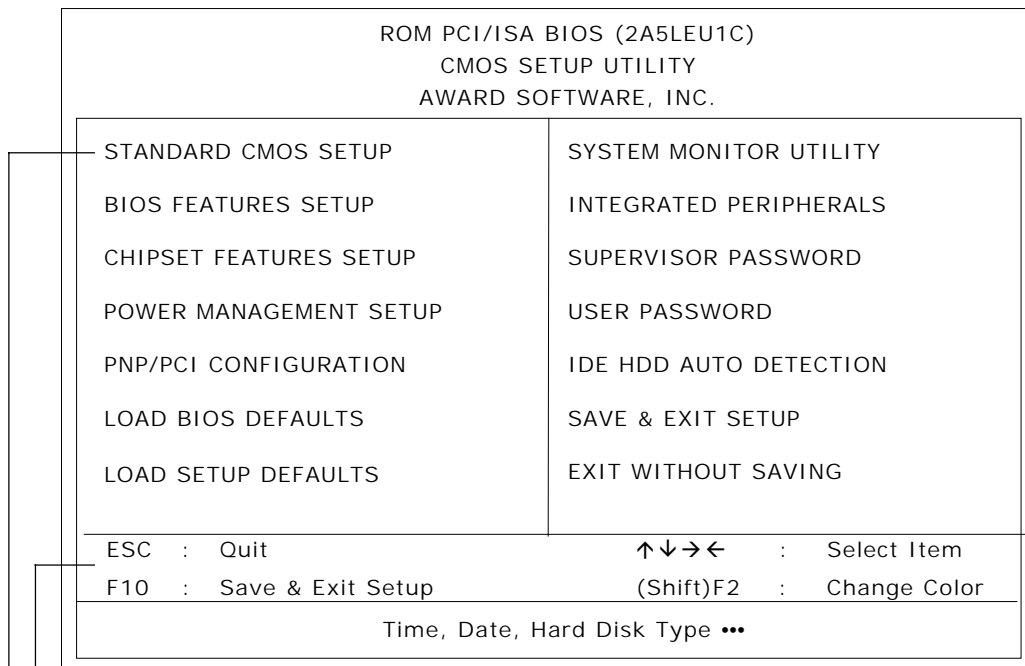 ROM PCI/ISA BIOS (2A5LEU1C)
CMOS SETUP UTILITY
AWARD SOFTWARE, INC.
STANDARD CMOS SETUP
BIOS FEATURES SETUP
CHIPSET FEATURES SETUP
POWER MANAGEMENT SETUP
PNP/PCI CONFIGURATION
LOAD BIOS DEFAULTS
LOAD SETUP DEFAULTS
SYSTEM MONITOR UTILITY
INTEGRATED PERIPHERALS
SUPERVISOR PASSWORD
USER PASSWORD
IDE HDD AUTO DETECTION
SAVE & EXIT SETUP
EXIT WITHOUT SAVING
ESC : Quit
F10 : Save & Exit Setup
↑↓→← : Select Item
(Shift)F2 : Change Color
Time, Date, Hard Disk Type •••